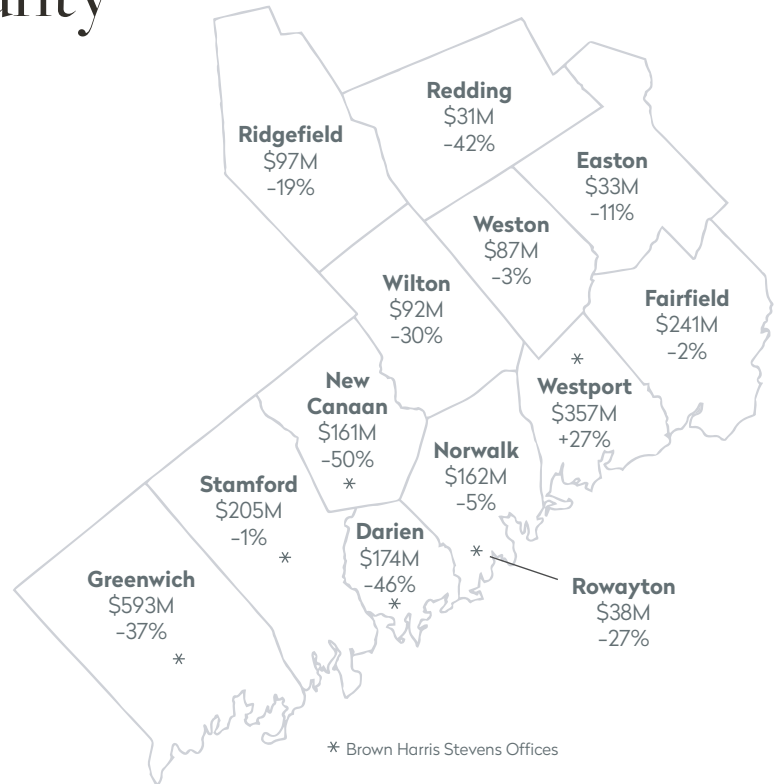 Redding
$31M
-42%
Ridgefield
$97M
-19%
Easton
$33M
-11%
Weston
$87M
-3%
Wilton
$92M
-30%
Fairfield
$241M
-2%
Westport
$357M
+27%
New
Canaan
$161M
-50%
Norwalk
$162M
-5%
Stamford
$205M
-1%
Darien
$174M
-46%
Greenwich
$593M
-37%
Rowayton
$38M
-27%
* Brown Harris Stevens Offices